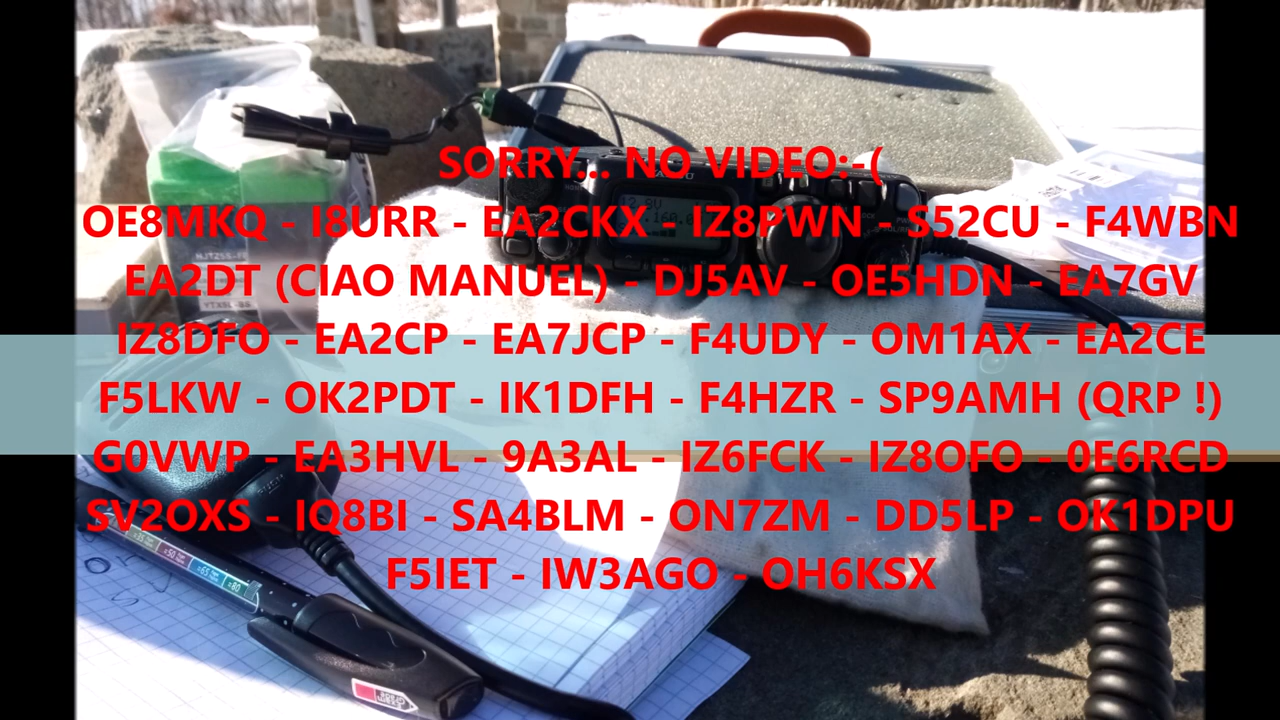 SORRY... NO VIDEO:-(
OE8MKQ - I8URR - EA2CKX - IZ8PWN - S52CU - F4WBN
EA2DT (CIAO MANUEL) - DJ5AV - OE5HDN - EA7GV
IZ8DFO - EA2CP - EA7JCP - F4UDY - OM1AX - EA2CE
F5LKW - OK2PDT - IK1DFH - F4HZR - SP9AMH (QRP !)
G0VWP - EA3HVL - 9A3AL - IZ6FCK - IZ8OFO - 0E6RCD
SV2OXS - IQ8BI - SA4BLM - ON7ZM - DD5LP - OK1DPU
F5IET - IW3AGO - OH6KSX